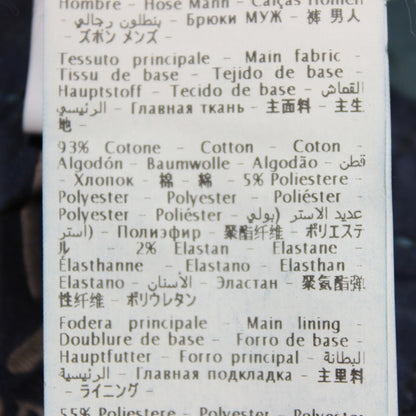 Hombre - Hose Mann - Calças Homem
- بنطلون رجالي - Брюки МУЖ - 裤 男人
- ズボン メンズ -
Tessuto principale - Main fabric -
Tissu de base - Tejido de base -
Hauptstoff - Tecido de base - القماش
الرئيسي - Главная ткань - 主面料 - 主生
地 -
93% Cotone - Cotton - Coton -
Algodón - Baumwolle - Algodão - قطن
- Хлопок - 棉 - 綿 - 5% Poliestere -
Polyester - Polyester - Poliéster -
Polyester - Poliéster - عديد الاستر (بولي
استر) - Полиэфир - 聚酯纤维 - ポリエステ
ル - 2% Elastan - Elastane -
Élasthanne - Elastano - Elasthan -
Elastano - الأستان - Эластан - 聚氨酯弹
性纤维 - ポリウレタン
Fodera principale - Main lining -
Doublure de base - Forro de base -
Hauptfutter - Forro principal - البطانة
الرئيسية - Главная подкладка - 主里料
- ライニング -
55% Poliestere - Polyester - Polyester